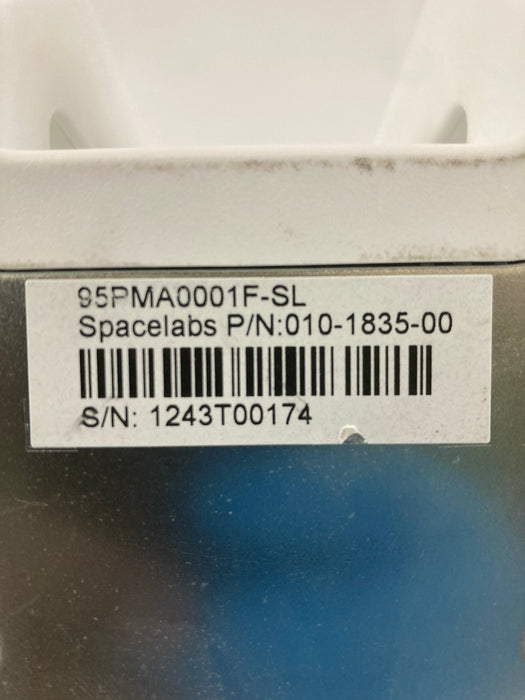 95PMA0001F-SL
Spacelabs P/N:010-1835-00
S/N: 1243T00174